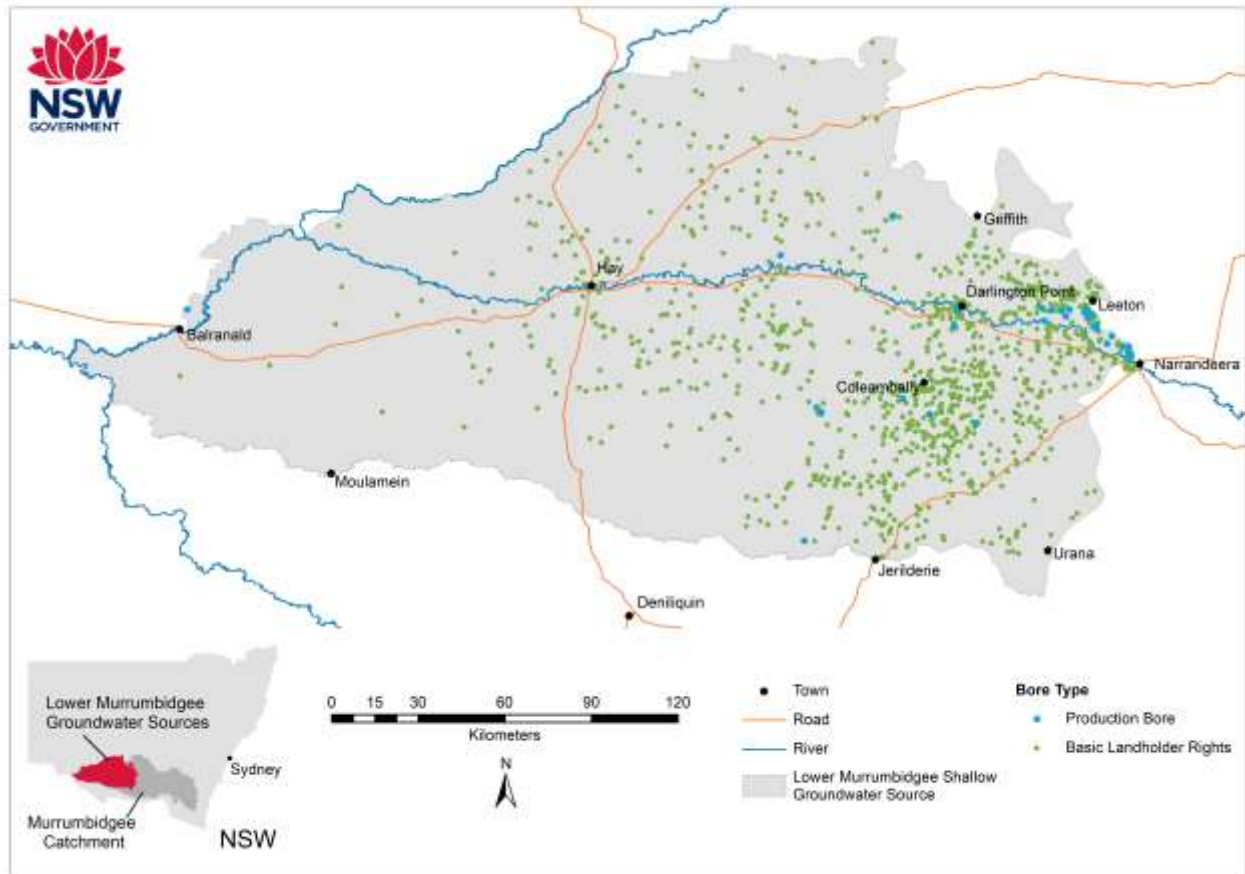 NSW
GOVERNMENT
Griffith
Hay
Darlington Point
Leeton
Balranald
Narrandeera
Coleambally
Moulamein
Urana
Jerilderie
Deniliquin
Lower Murrumbidgee
Groundwater Sources
Sydney
Murrumbidgee
Catchment
NSW
0 15 30 60 90 120
Kilometers
N
Town
Road
River
Lower Murrumbidgee Shallow
Groundwater Source
Bore Type
Production Bore
Basic Landholder Rights